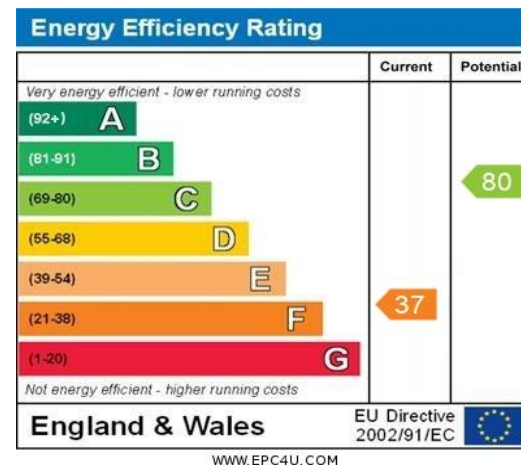 Energy Efficiency Rating
Current Potential
Very energy efficient - lower running costs
(92+) A
(81-91) B
(69-80) C
80
(55-68) D
(39-54) E
37
(21-38) F
(1-20) G
Not energy efficient - higher running costs
England & Wales
EU Directive
2002/91/EC
WWW.EPC4U.COM